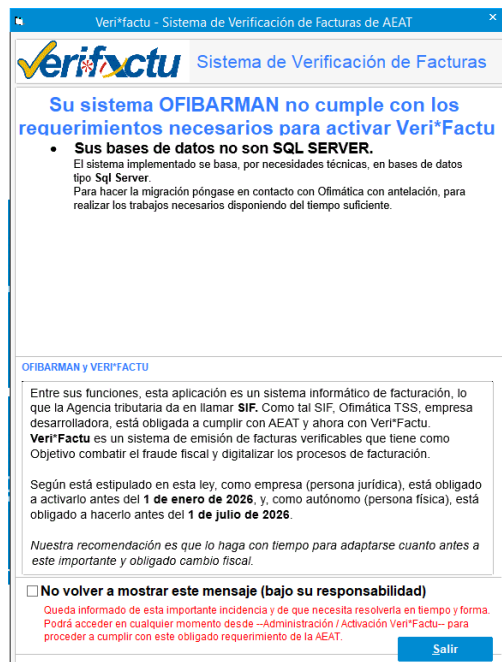 Veri*factu - Sistema de Verificación de Facturas de AEAT
Verifactu Sistema de Verificación de Facturas
Su sistema OFIBARMAN no cumple con los
requerimientos necesarios para activar Veri*Factu
• Sus bases de datos no son SQL SERVER.
El sistema implementado se basa, por necesidades técnicas, en bases de datos
tipo Sql Server.
Para hacer la migración póngase en contacto con Ofimática con antelación, para
realizar los trabajos necesarios disponiendo del tiempo suficiente.
OFIBARMAN y VERI*FACTU
Entre sus funciones, esta aplicación es un sistema informático de facturación, lo
que la Agencia tributaria da en llamar SIF. Como tal SIF, Ofimática TSS, empresa
desarrolladora, está obligada a cumplir con AEAT y ahora con Veri*Factu.
Veri*Factu es un sistema de emisión de facturas verificables que tiene como
Objetivo combatir el fraude fiscal y digitalizar los procesos de facturación.
Según está estipulado en esta ley, como empresa (persona jurídica), está obligado
a activarlo antes del 1 de enero de 2026, y, como autónomo (persona física), está
obligado a hacerlo antes del 1 de julio de 2026.
Nuestra recomendación es que lo haga con tiempo para adaptarse cuanto antes a
este importante y obligado cambio fiscal.
No volver a mostrar este mensaje (bajo su responsabilidad)
Queda informado de esta importante incidencia y de que necesita resolverla en tiempo y forma.
Podrá acceder en cualquier momento desde --Administración / Activación Veri*Factu-- para
proceder a cumplir con este obligado requerimiento de la AEAT.
Salir